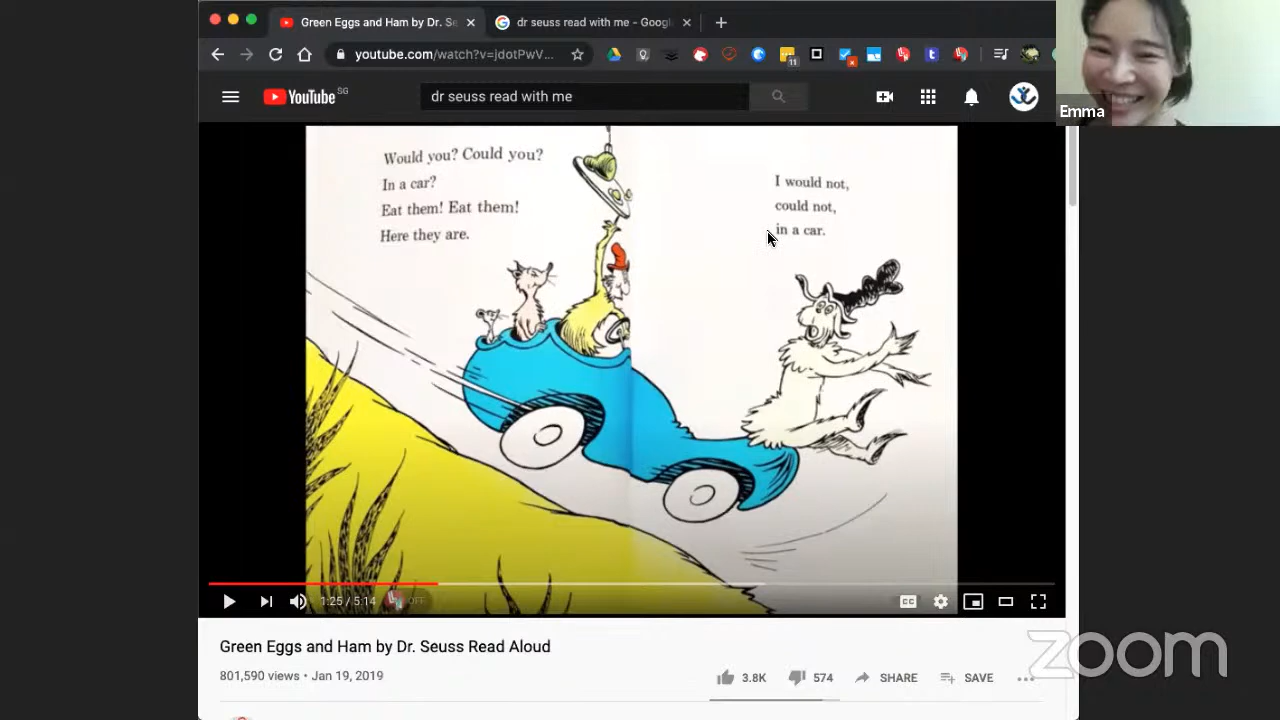 Green Eggs and Ham by Dr. Se
dr seuss read with me - Googl
youtube.com/watch?v=jdotPwV...
11
t
Emma
YouTube SG
dr seuss read with me
Would you? Could you?
In a car?
Eat them! Eat them!
Here they are.
I would not,
could not,
in a car.
1:25 / 5:14
OFF
CC
Green Eggs and Ham by Dr. Seuss Read Aloud
801,590 views • Jan 19, 2019
3.8K
574
SHARE
SAVE
zoom